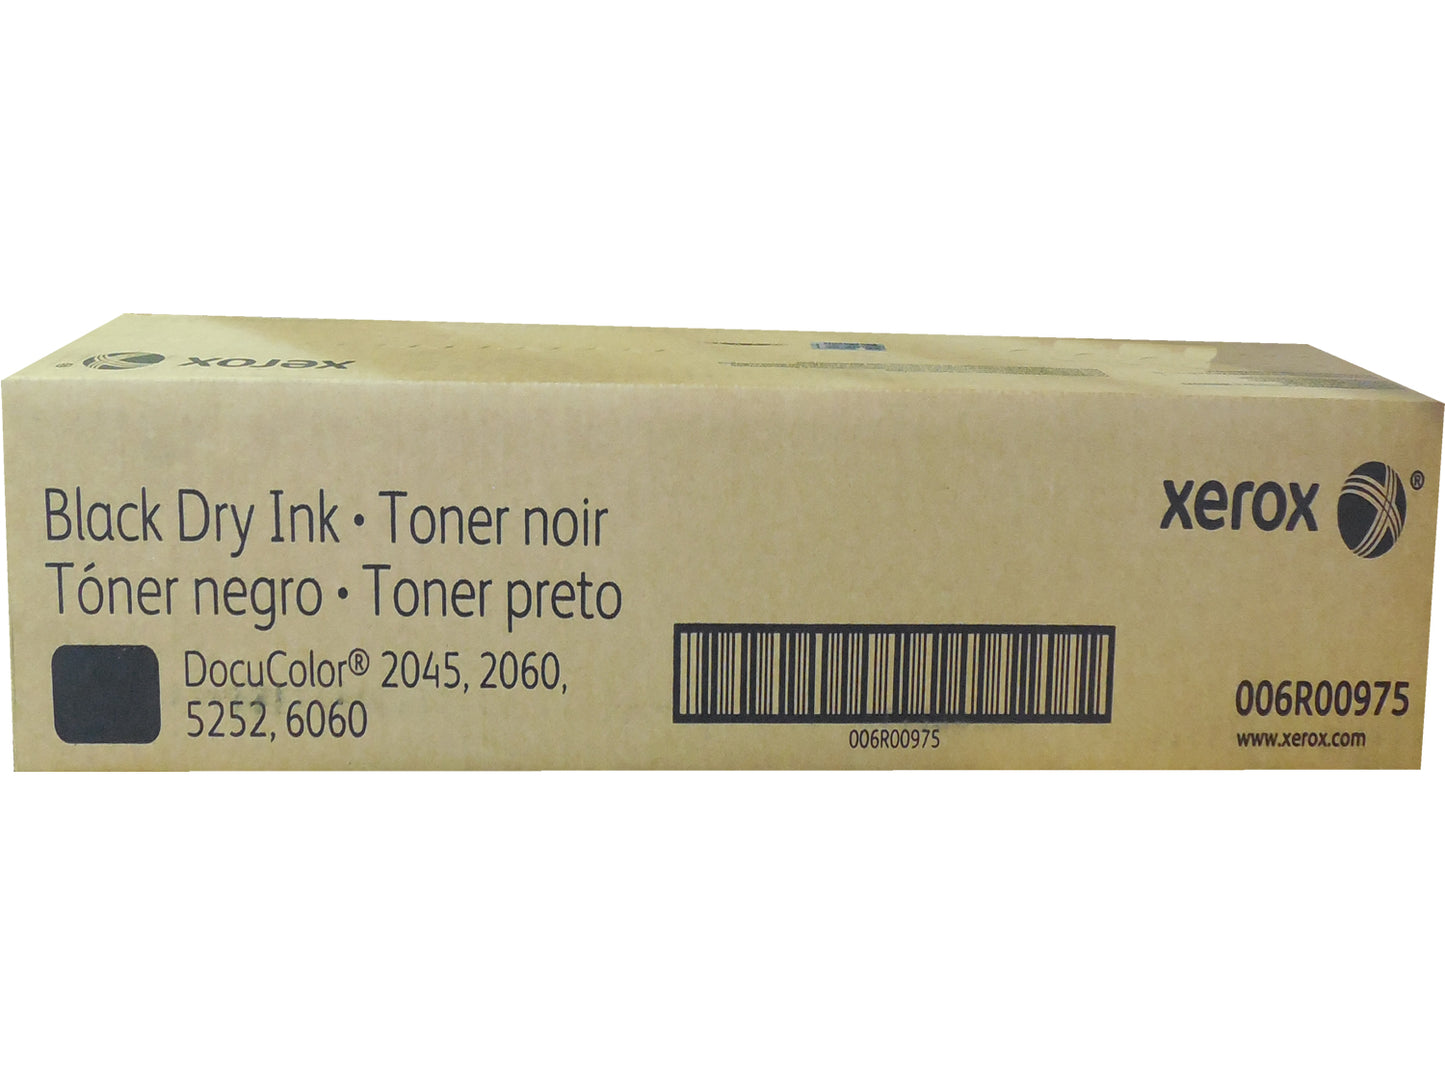 xerox
Black Dry Ink • Toner noir
Tóner negro • Toner preto
DocuColor® 2045, 2060,
5252, 6060
006R00975
xerox ®
006R00975
www.xerox.com